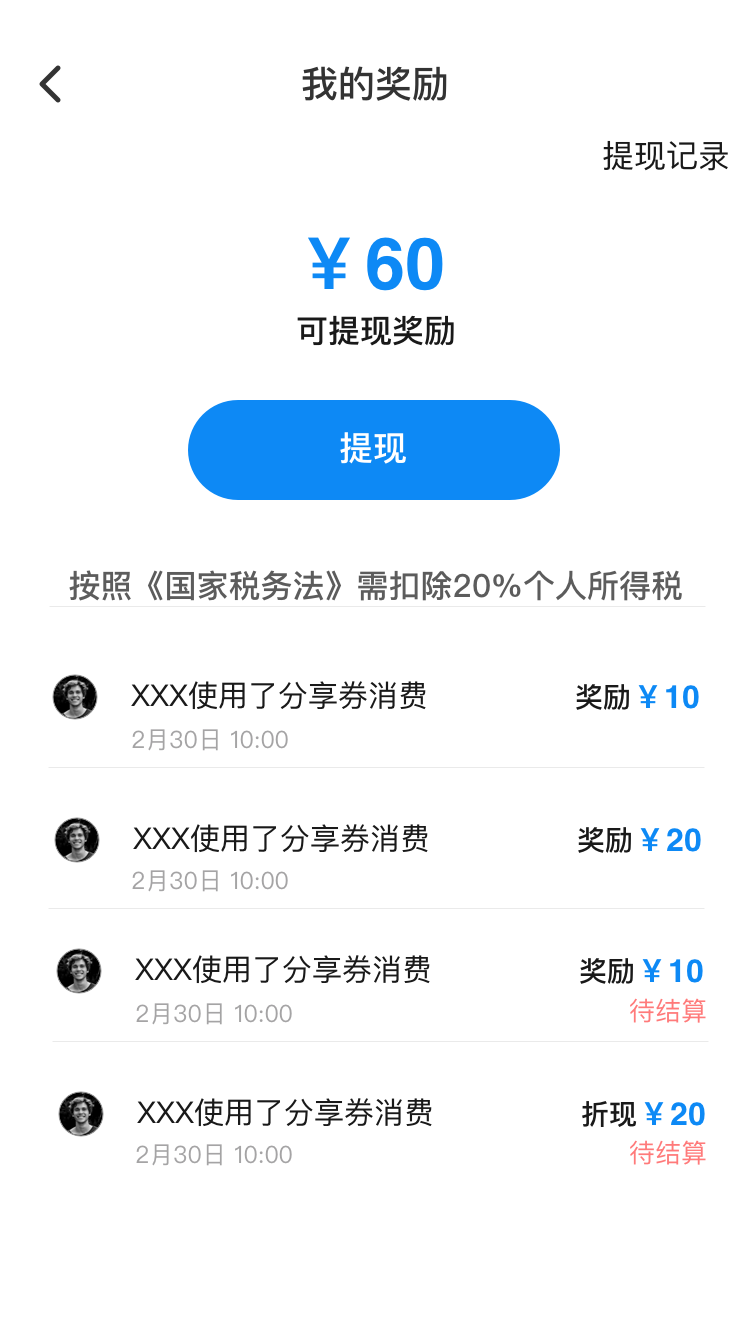 我的奖励
提现记录
¥ 60
可提现奖励
提现
按照《国家税务法》需扣除20%个人所得税
XXX使用了分享券消费 奖励 ¥ 10
2月30日 10:00
XXX使用了分享券消费 奖励 ¥ 20
2月30日 10:00
XXX使用了分享券消费 奖励 ¥ 10
2月30日 10:00 待结算
XXX使用了分享券消费 折现 ¥ 20
2月30日 10:00 待结算